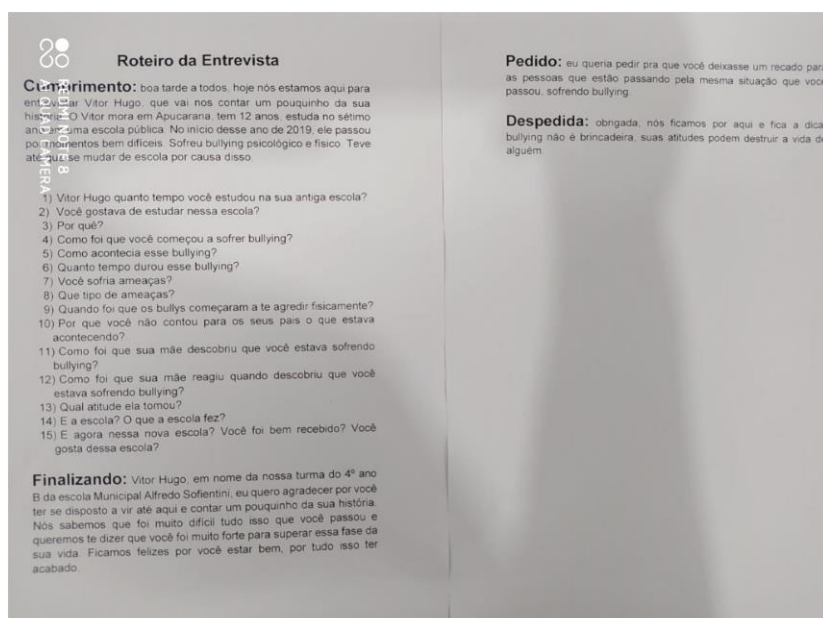 Roteiro da Entrevista
Cumprimento: boa tarde a todos, hoje nós estamos aqui para
entrevistar Vitor Hugo, que vai nos contar um pouquinho da sua
história. O Vitor mora em Apucarana, tem 12 anos, estuda no sétimo
ano em uma escola pública. No início desse ano de 2019, ele passou
por momentos bem difíceis. Sofreu bullying psicológico e físico. Teve
até que se mudar de escola por causa disso.
1) Vitor Hugo quanto tempo você estudou na sua antiga escola?
2) Você gostava de estudar nessa escola?
3) Por quê?
4) Como foi que você começou a sofrer bullying?
5) Como acontecia esse bullying?
6) Quanto tempo durou esse bullying?
7) Você sofria ameaças?
8) Que tipo de ameaças?
9) Quando foi que os bullys começaram a te agredir fisicamente?
10) Por que você não contou para os seus pais o que estava
acontecendo?
11) Como foi que sua mãe descobriu que você estava sofrendo
bullying?
12) Como foi que sua mãe reagiu quando descobriu que você
estava sofrendo bullying?
13) Qual atitude ela tomou?
14) E a escola? O que a escola fez?
15) E agora nessa nova escola? Você foi bem recebido? Você
gosta dessa escola?
Finalizando: Vitor Hugo, em nome da nossa turma do 4º ano
B da escola Municipal Alfredo Sofientini, eu quero agradecer por você
ter se disposto a vir até aqui e contar um pouquinho da sua história.
Nós sabemos que foi muito difícil tudo isso que você passou e
queremos te dizer que você foi muito forte para superar essa fase da
sua vida. Ficamos felizes por você estar bem, por tudo isso ter
acabado.
Pedido: eu queria pedir pra que você deixasse um recado para
as pessoas que estão passando pela mesma situação que você
passou, sofrendo bullying.
Despedida: obrigada, nós ficamos por aqui e fica a dica
bullying não é brincadeira, suas atitudes podem destruir a vida de
alguém.
REDMI NOTE 8
AI QUAD CAMERA